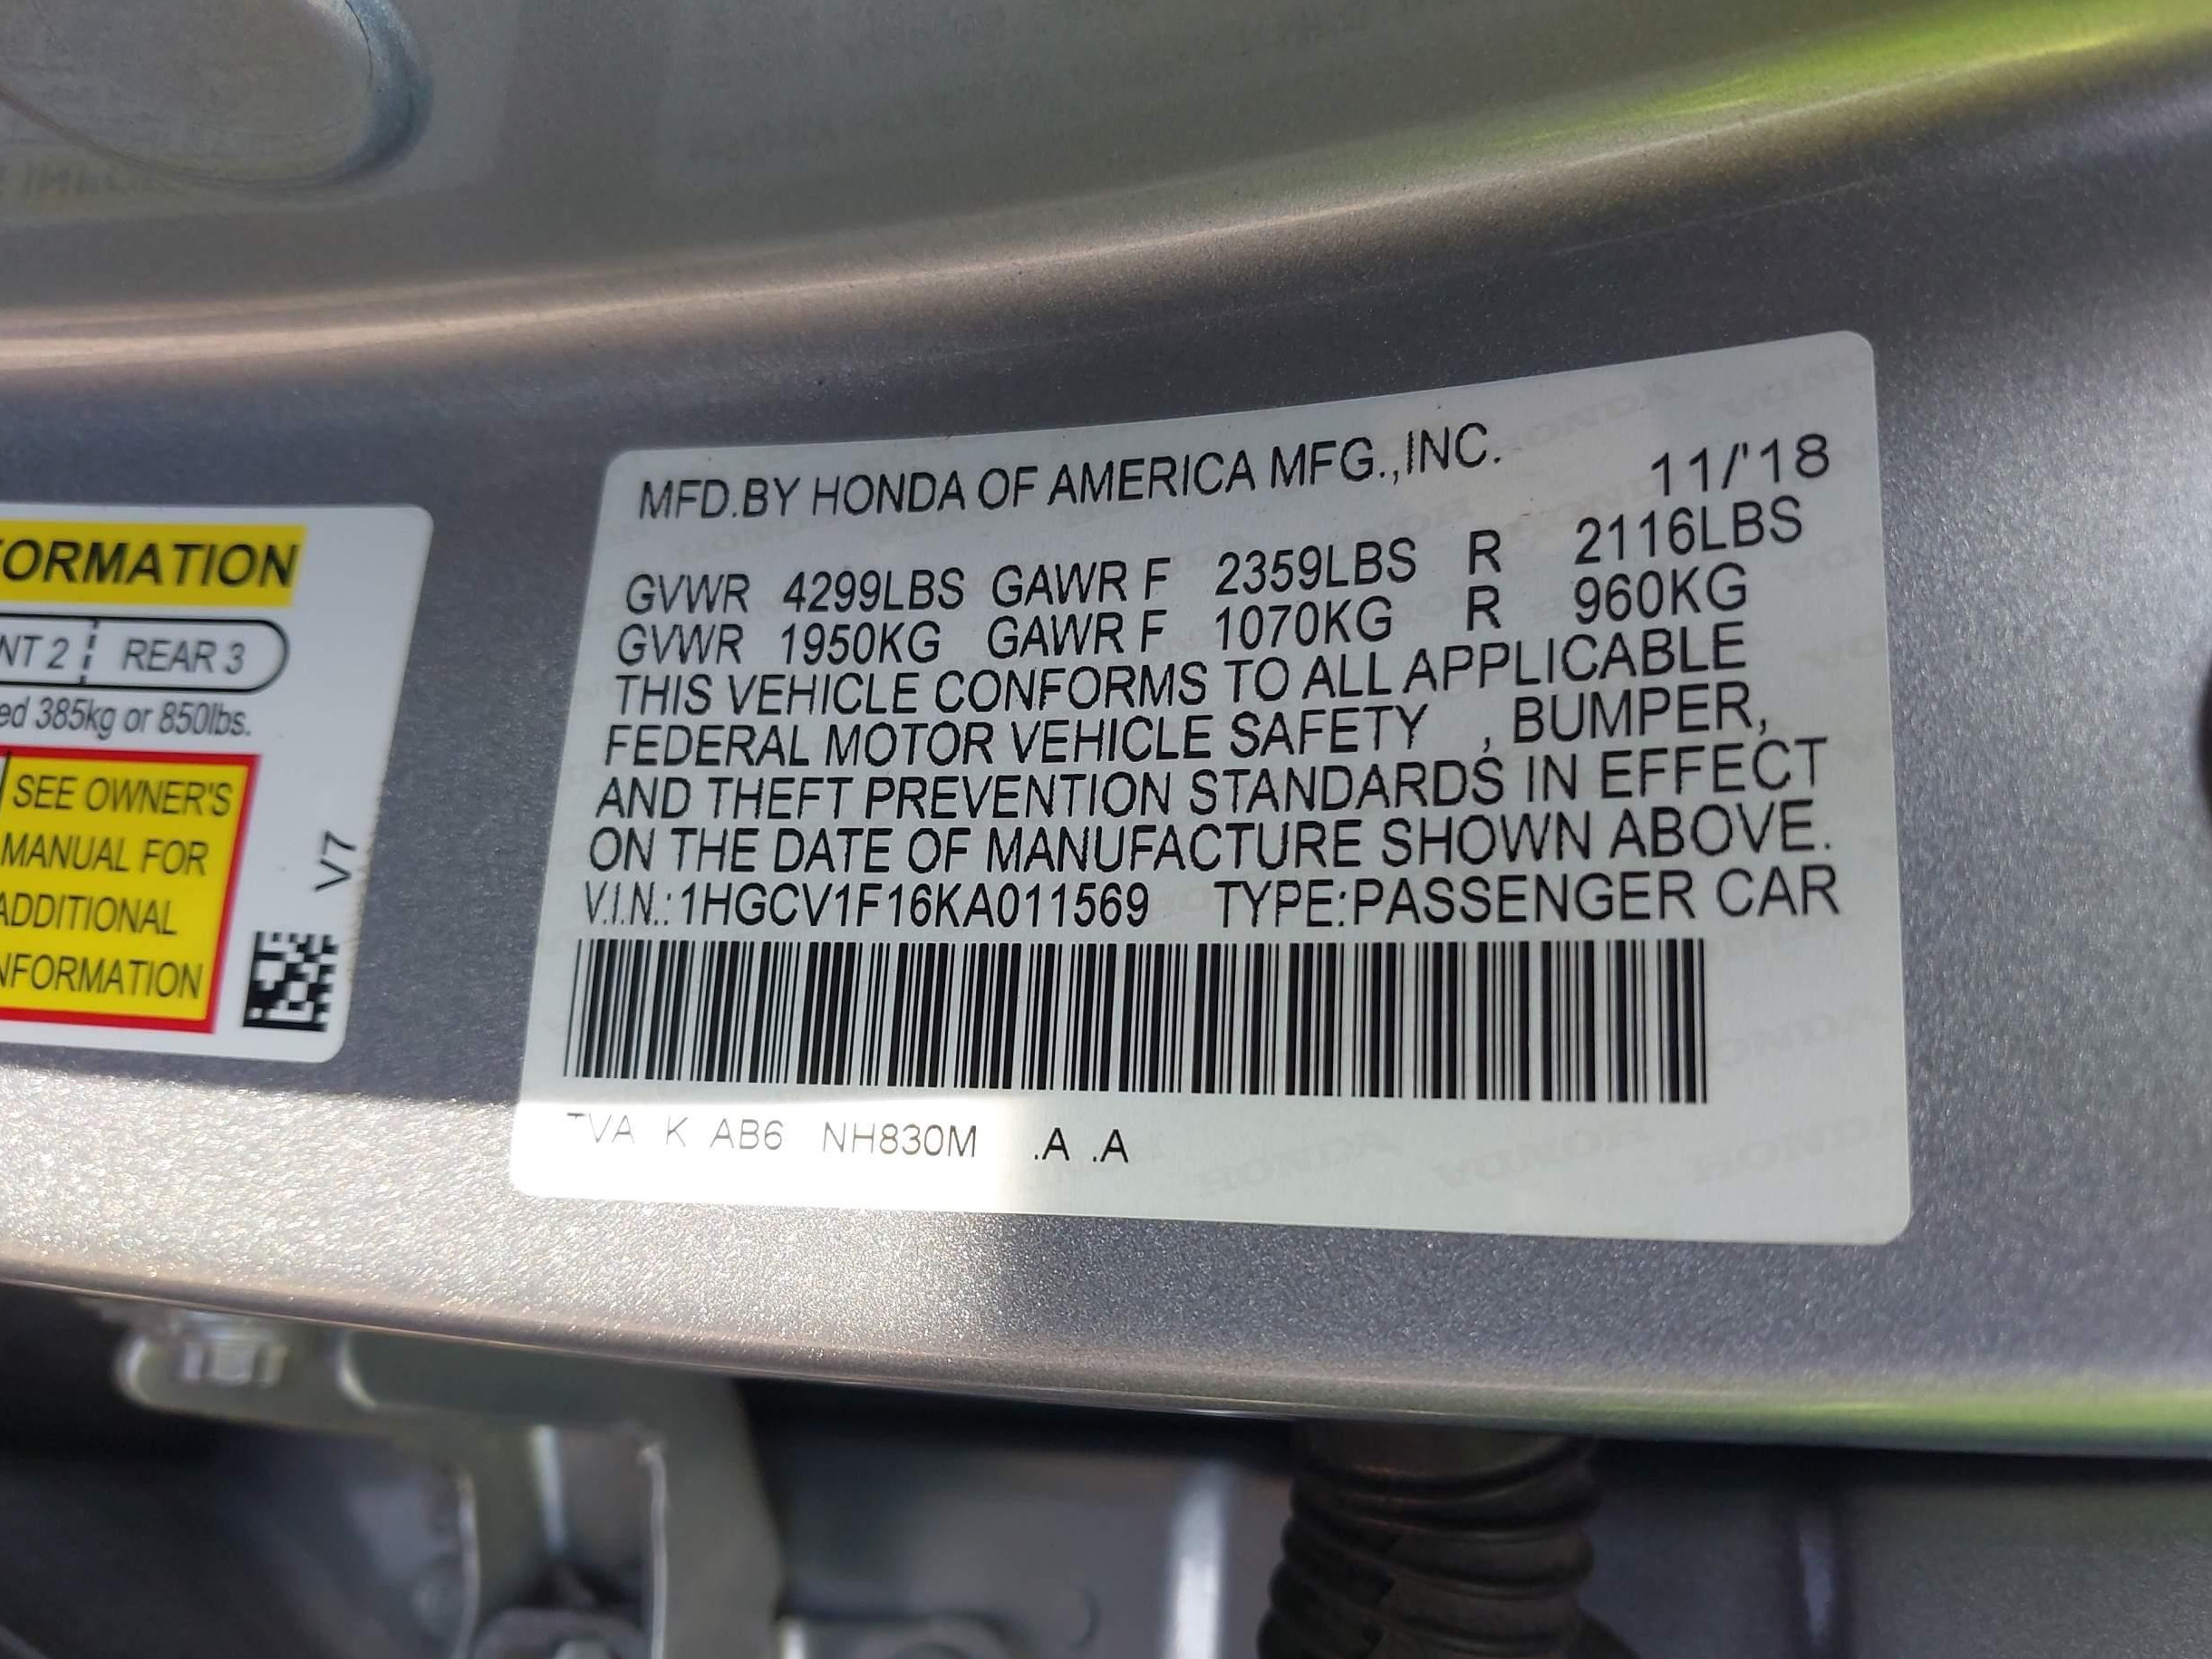 FORMATION
NT 2 REAR 3
ed 385kg or 850lbs.
SEE OWNER'S
MANUAL FOR
ADDITIONAL
INFORMATION
V7
MFD.BY HONDA OF AMERICA MFG.,INC. 11/'18
GVWR 4299LBS GAWR F 2359LBS R 2116LBS
GVWR 1950KG GAWR F 1070KG R 960KG
THIS VEHICLE CONFORMS TO ALL APPLICABLE
FEDERAL MOTOR VEHICLE SAFETY , BUMPER,
AND THEFT PREVENTION STANDARDS IN EFFECT
ON THE DATE OF MANUFACTURE SHOWN ABOVE.
V.I.N.: 1HGCV1F16KA011569 TYPE:PASSENGER CAR
TVA K AB6 NH830M .A .A